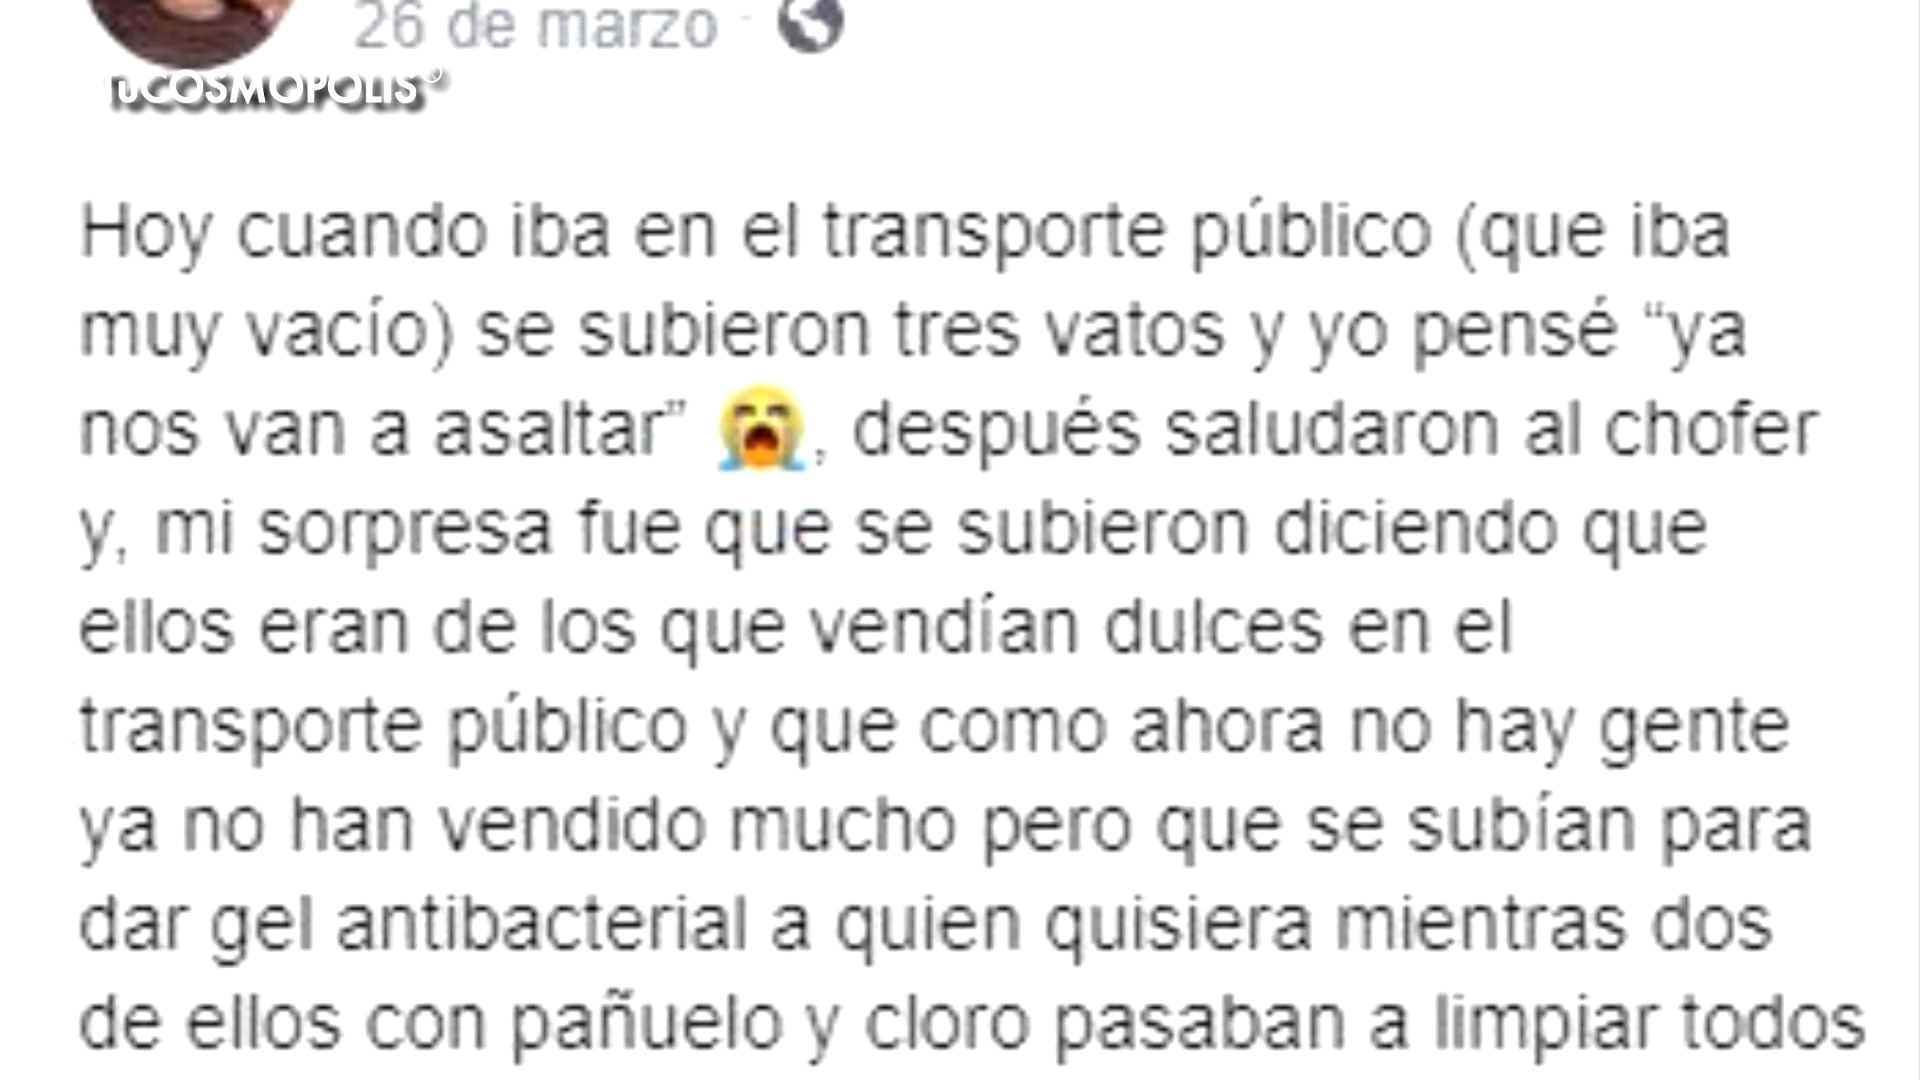 26 de marzo ·
TUCOSMOPOLIS®
Hoy cuando iba en el transporte público (que iba
muy vacío) se subieron tres vatos y yo pensé “ya
nos van a asaltar” 😭, después saludaron al chofer
y, mi sorpresa fue que se subieron diciendo que
ellos eran de los que vendían dulces en el
transporte público y que como ahora no hay gente
ya no han vendido mucho pero que se subían para
dar gel antibacterial a quien quisiera mientras dos
de ellos con pañuelo y cloro pasaban a limpiar todos